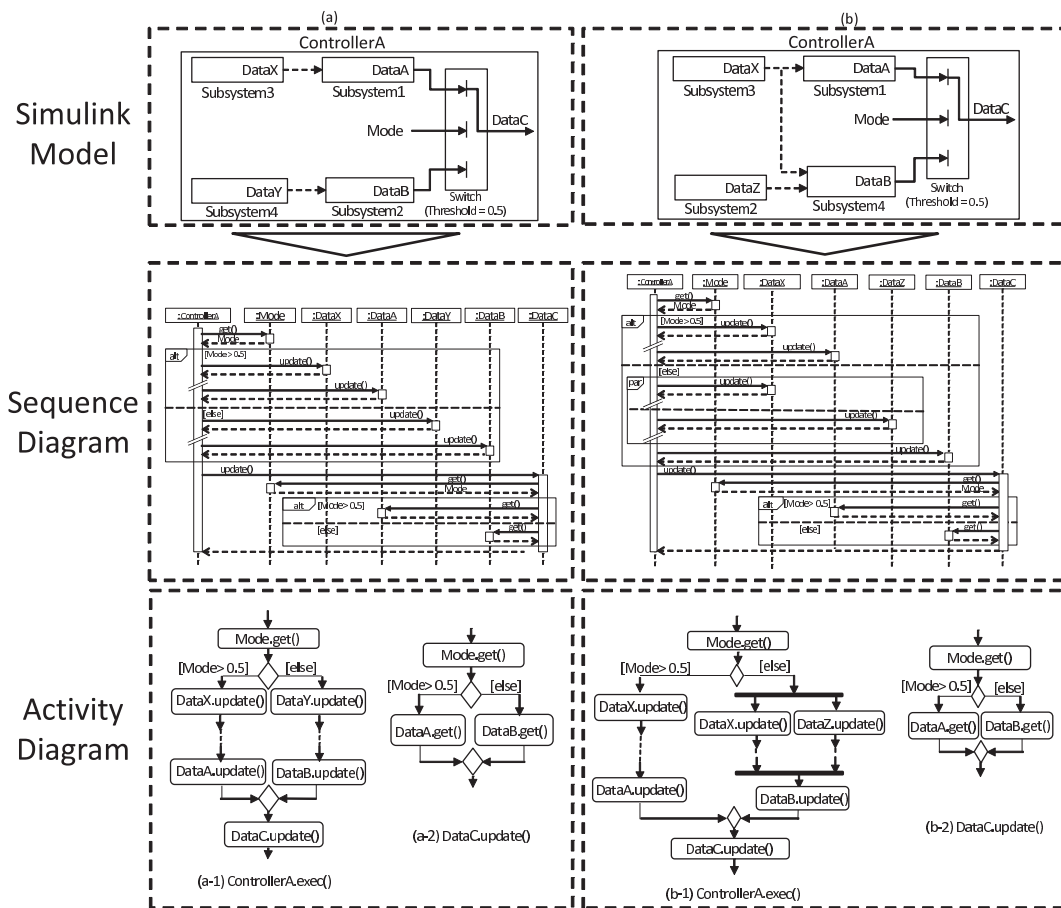 (a)
(b)
Simulink
Model
ControllerA
DataX
Subsystem3
DataA
Subsystem1
Mode
DataC
DataY
Subsystem4
DataB
Subsystem2
Switch
(Threshold = 0.5)
ControllerA
DataX
Subsystem3
DataA
Subsystem1
Mode
DataC
DataZ
Subsystem2
DataB
Subsystem4
Switch
(Threshold = 0.5)
Sequence
Diagram
:ControllerA
:Mode
:DataX
:DataA
:DataY
:DataB
:DataC
get()
Mode
alt
[Mode> 0.5]
update()
update()
[else]
update()
update()
update()
get()
Mode
alt
[Mode> 0.5]
get()
[else]
get()
:ControllerA
:Mode
:DataX
:DataA
:DataZ
:DataB
:DataC
get()
Mode
alt
[Mode> 0.5]
update()
update()
[else]
par
update()
update()
update()
update()
get()
Mode
alt
[Mode> 0.5]
get()
[else]
get()
Activity
Diagram
Mode.get()
[Mode> 0.5]
[else]
DataX.update()
DataY.update()
DataA.update()
DataB.update()
DataC.update()
(a-1) ControllerA.exec()
Mode.get()
[Mode> 0.5]
[else]
DataA.get()
DataB.get()
(a-2) DataC.update()
Mode.get()
[Mode> 0.5]
[else]
DataX.update()
DataX.update()
DataZ.update()
DataA.update()
DataB.update()
DataC.update()
(b-1) ControllerA.exec()
Mode.get()
[Mode> 0.5]
[else]
DataA.get()
DataB.get()
(b-2) DataC.update()